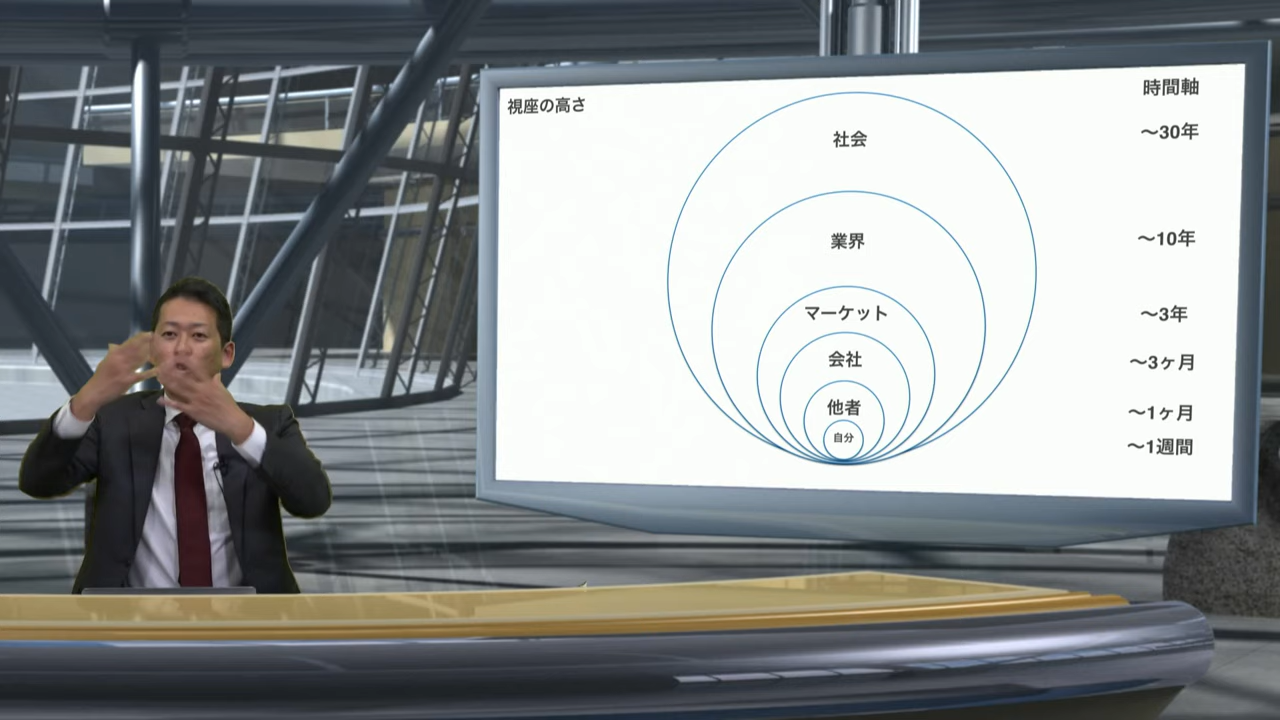 視座の高さ
時間軸
社会
〜30年
業界
〜10年
マーケット
〜3年
会社
〜3ヶ月
他者
〜1ヶ月
自分
〜1週間